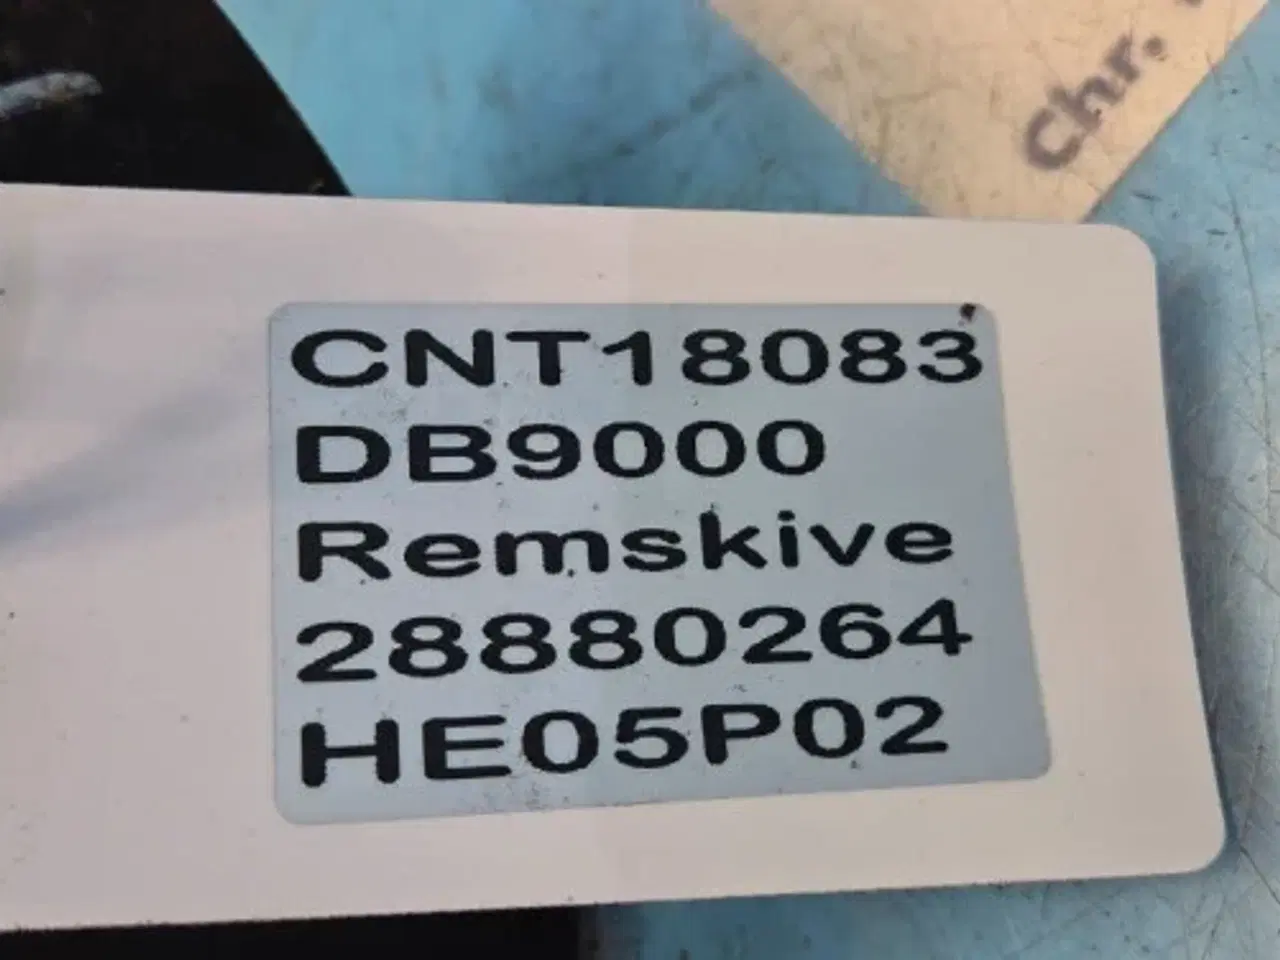 Chr.
CNT18083
DB9000
Remskive
28880264
HE05P02